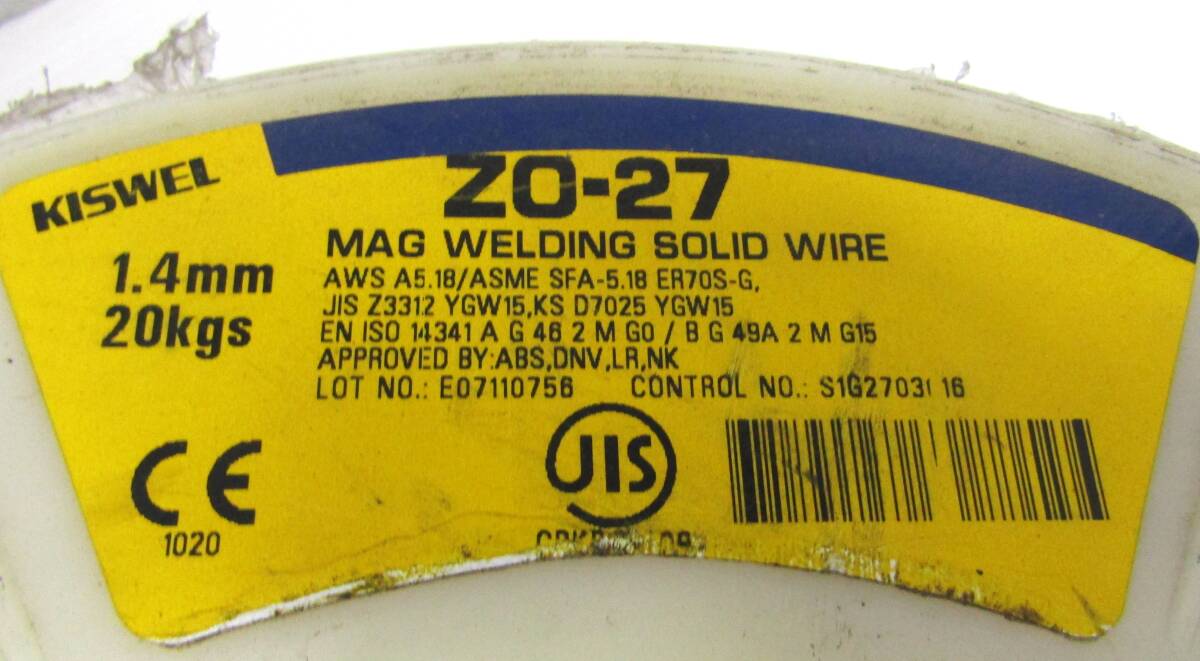 KISWEL
ZO-27
1.4mm
20kgs
MAG WELDING SOLID WIRE
AWS A5.18/ASME SFA-5.18 ER70S-G,
JIS Z3312 YGW15,KS D7025 YGW15
EN ISO 14341 A G 46 2 M G0 / B G 49A 2 M G15
APPROVED BY:ABS,DNV,LR,NK
LOT NO.: E07110756 CONTROL NO.:
CE
1020
JIS